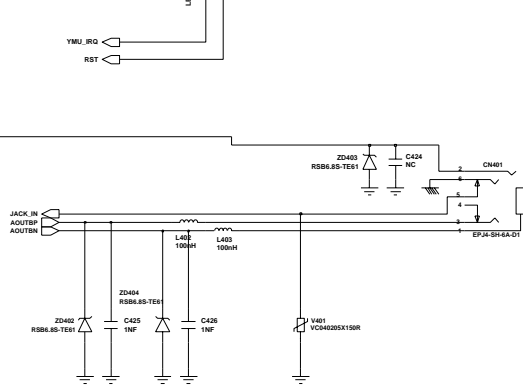 YMU_IRQ
RST
ZD403
RSB6.8S-TE61
C424
NC
CN401
2
6
5
4
3
1
EPJ4-SH-6A-D1
JACK_IN
AOUTBP
AOUTBN
L402
100nH
L403
100nH
ZD404
RSB6.8S-TE61
ZD402
RSB6.8S-TE61
C425
1NF
C426
1NF
V401
VC040205X150R